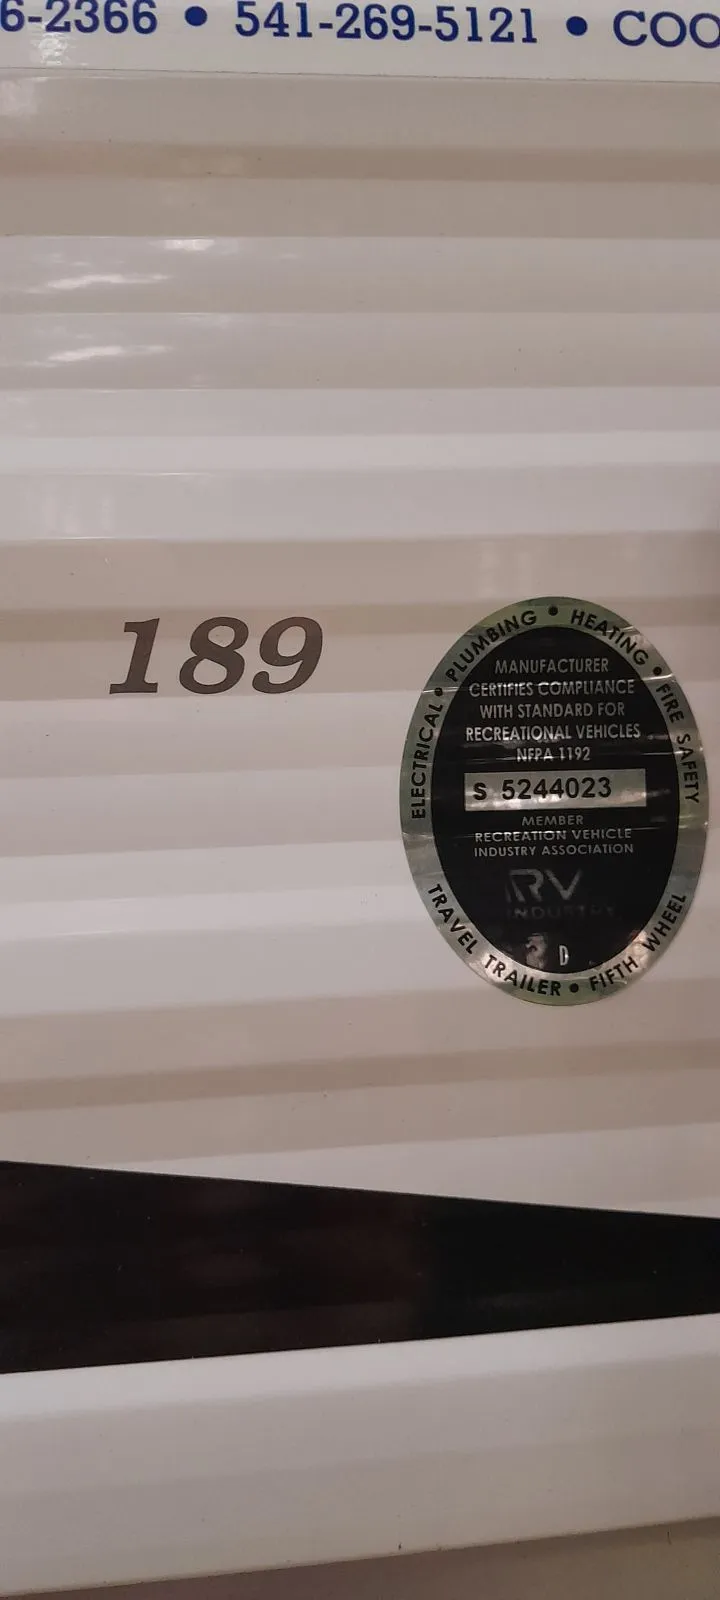 6-2366 • 541-269-5121 • COO
189
ELECTRICAL • PLUMBING • HEATING • FIRE SAFETY
MANUFACTURER
CERTIFIES COMPLIANCE
WITH STANDARD FOR
RECREATIONAL VEHICLES
NFPA 1192
S 5244023
MEMBER
RECREATION VEHICLE
INDUSTRY ASSOCIATION
RV
INDUSTRY
D
TRAVEL TRAILER • FIFTH WHEEL